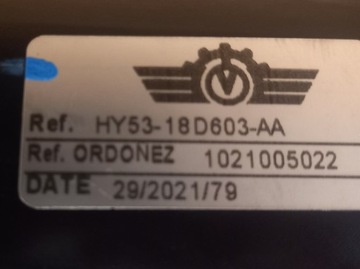 Ref. HY53-18D603-AA
Ref. ORDONEZ 1021005022
DATE 29/2021/79